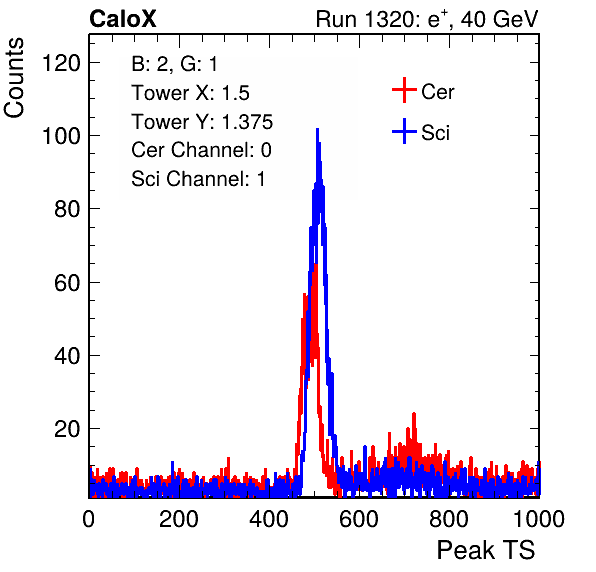 CaloX Run 1320: e⁺, 40 GeV
Counts
B: 2, G: 1
Tower X: 1.5
Tower Y: 1.375
Cer Channel: 0
Sci Channel: 1
Cer
Sci
120
100
80
60
40
20
0 200 400 600 800 1000
Peak TS